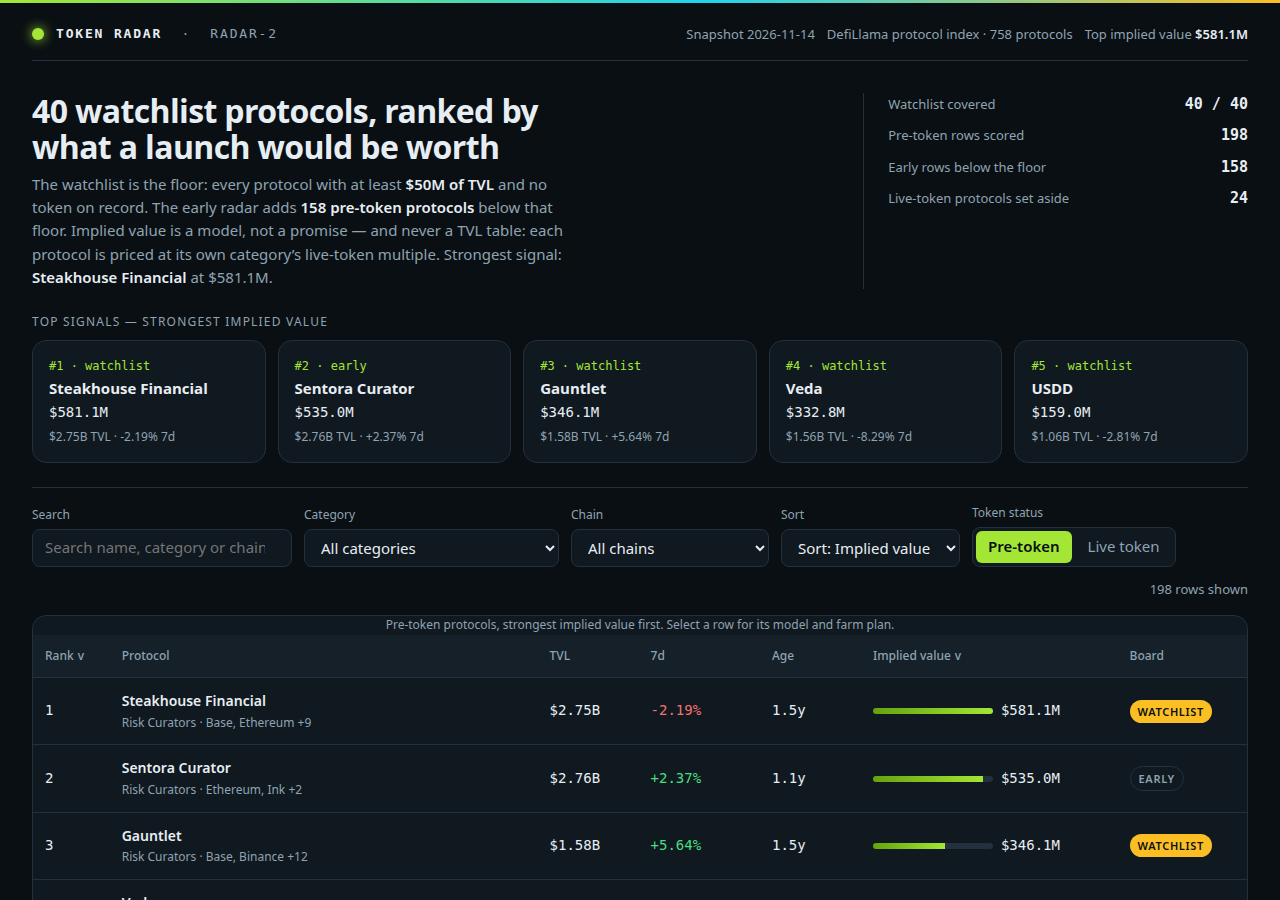 TOKEN RADAR · RADAR-2
Snapshot 2026-11-14 DefiLlama protocol index · 758 protocols Top implied value $581.1M
40 watchlist protocols, ranked by
what a launch would be worth
The watchlist is the floor: every protocol with at least $50M of TVL and no
token on record. The early radar adds 158 pre-token protocols below that
floor. Implied value is a model, not a promise — and never a TVL table: each
protocol is priced at its own category's live-token multiple. Strongest signal:
Steakhouse Financial at $581.1M.
Watchlist covered 40 / 40
Pre-token rows scored 198
Early rows below the floor 158
Live-token protocols set aside 24
TOP SIGNALS — STRONGEST IMPLIED VALUE
#1 · watchlist
Steakhouse Financial
$581.1M
$2.75B TVL · -2.19% 7d
#2 · early
Sentora Curator
$535.0M
$2.76B TVL · +2.37% 7d
#3 · watchlist
Gauntlet
$346.1M
$1.58B TVL · +5.64% 7d
#4 · watchlist
Veda
$332.8M
$1.56B TVL · -8.29% 7d
#5 · watchlist
USDD
$159.0M
$1.06B TVL · -2.81% 7d
Search Category Chain Sort Token status
Search name, category or chain All categories All chains Sort: Implied value Pre-token Live token
198 rows shown
Pre-token protocols, strongest implied value first. Select a row for its model and farm plan.
Rank v Protocol TVL 7d Age Implied value v Board
1 Steakhouse Financial $2.75B -2.19% 1.5y $581.1M WATCHLIST
Risk Curators · Base, Ethereum +9
2 Sentora Curator $2.76B +2.37% 1.1y $535.0M EARLY
Risk Curators · Ethereum, Ink +2
3 Gauntlet $1.58B +5.64% 1.5y $346.1M WATCHLIST
Risk Curators · Base, Binance +12